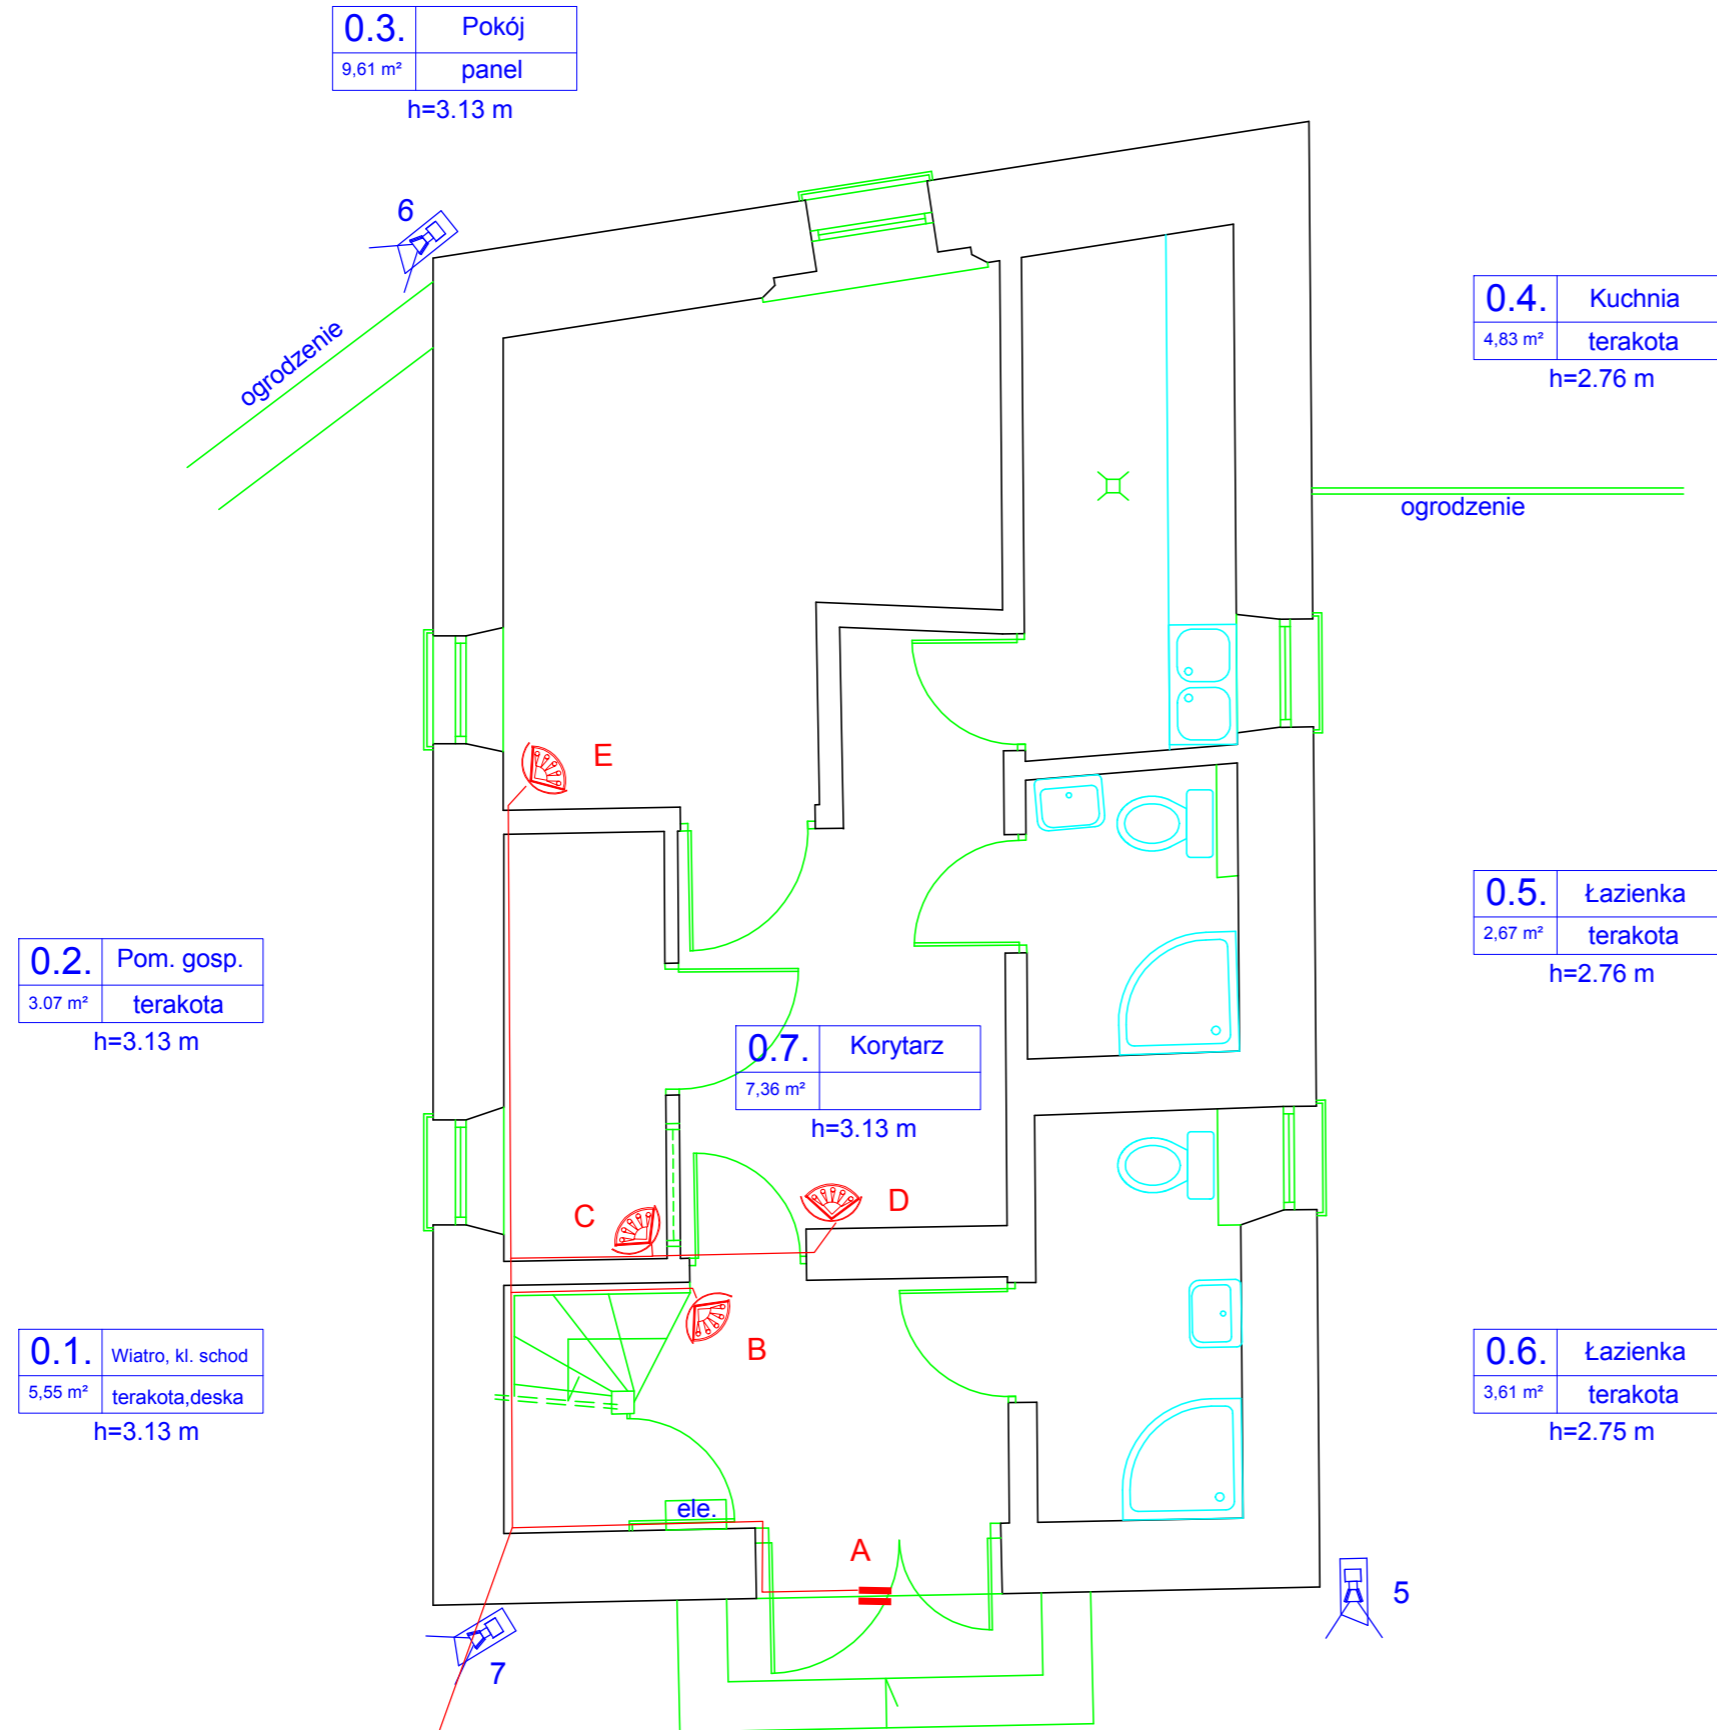 0.3. Pokój
9,61 m² panel
h=3.13 m
6
ogrodzenie
0.4. Kuchnia
4,83 m² terakota
h=2.76 m
ogrodzenie
E
0.5. Łazienka
2,67 m² terakota
h=2.76 m
0.2. Pom. gosp.
3.07 m² terakota
h=3.13 m
0.7. Korytarz
7,36 m²
h=3.13 m
C
D
B
0.1. Wiatro, kl. schod
5,55 m² terakota,deska
h=3.13 m
0.6. Łazienka
3,61 m² terakota
h=2.75 m
ele.
A
5
7